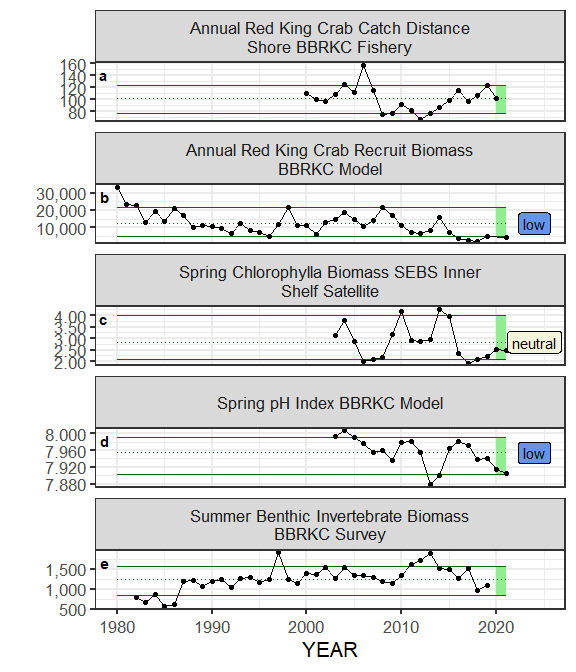 Annual Red King Crab Catch Distance
Shore BBRKC Fishery
160
140
120
100
80
a
Annual Red King Crab Recruit Biomass
BBRKC Model
30,000
20,000
10,000
b
low
Spring Chlorophylla Biomass SEBS Inner
Shelf Satellite
4.00
3.50
3.00
2.50
2.00
c
neutral
Spring pH Index BBRKC Model
8.000
7.960
7.920
7.880
d
low
Summer Benthic Invertebrate Biomass
BBRKC Survey
1,500
1,000
500
e
1980 1990 2000 2010 2020
YEAR